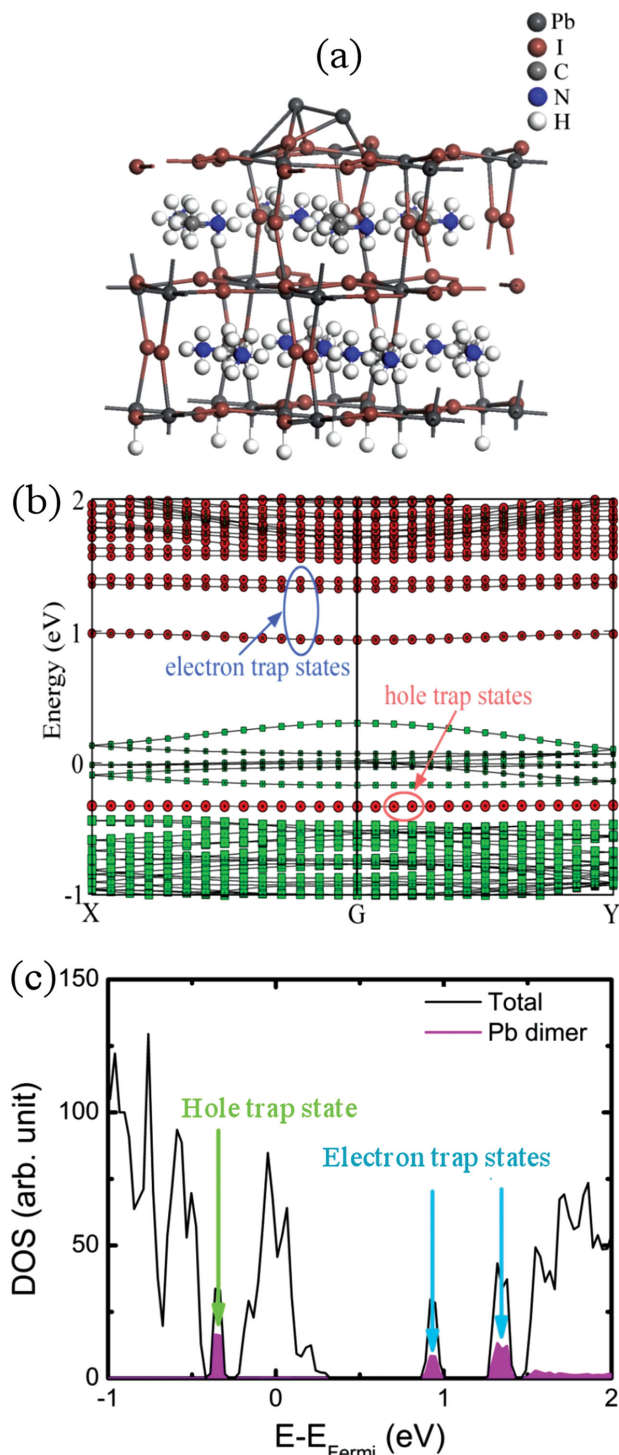 (a)
Pb
I
C
N
H
(b)
2
1
0
-1
Energy (eV)
electron trap states
hole trap states
X
G
Y
(c)
150
100
50
0
DOS (arb. unit)
Total
Pb dimer
Hole trap state
Electron trap states
-1
0
1
2
E-E_Fermi (eV)